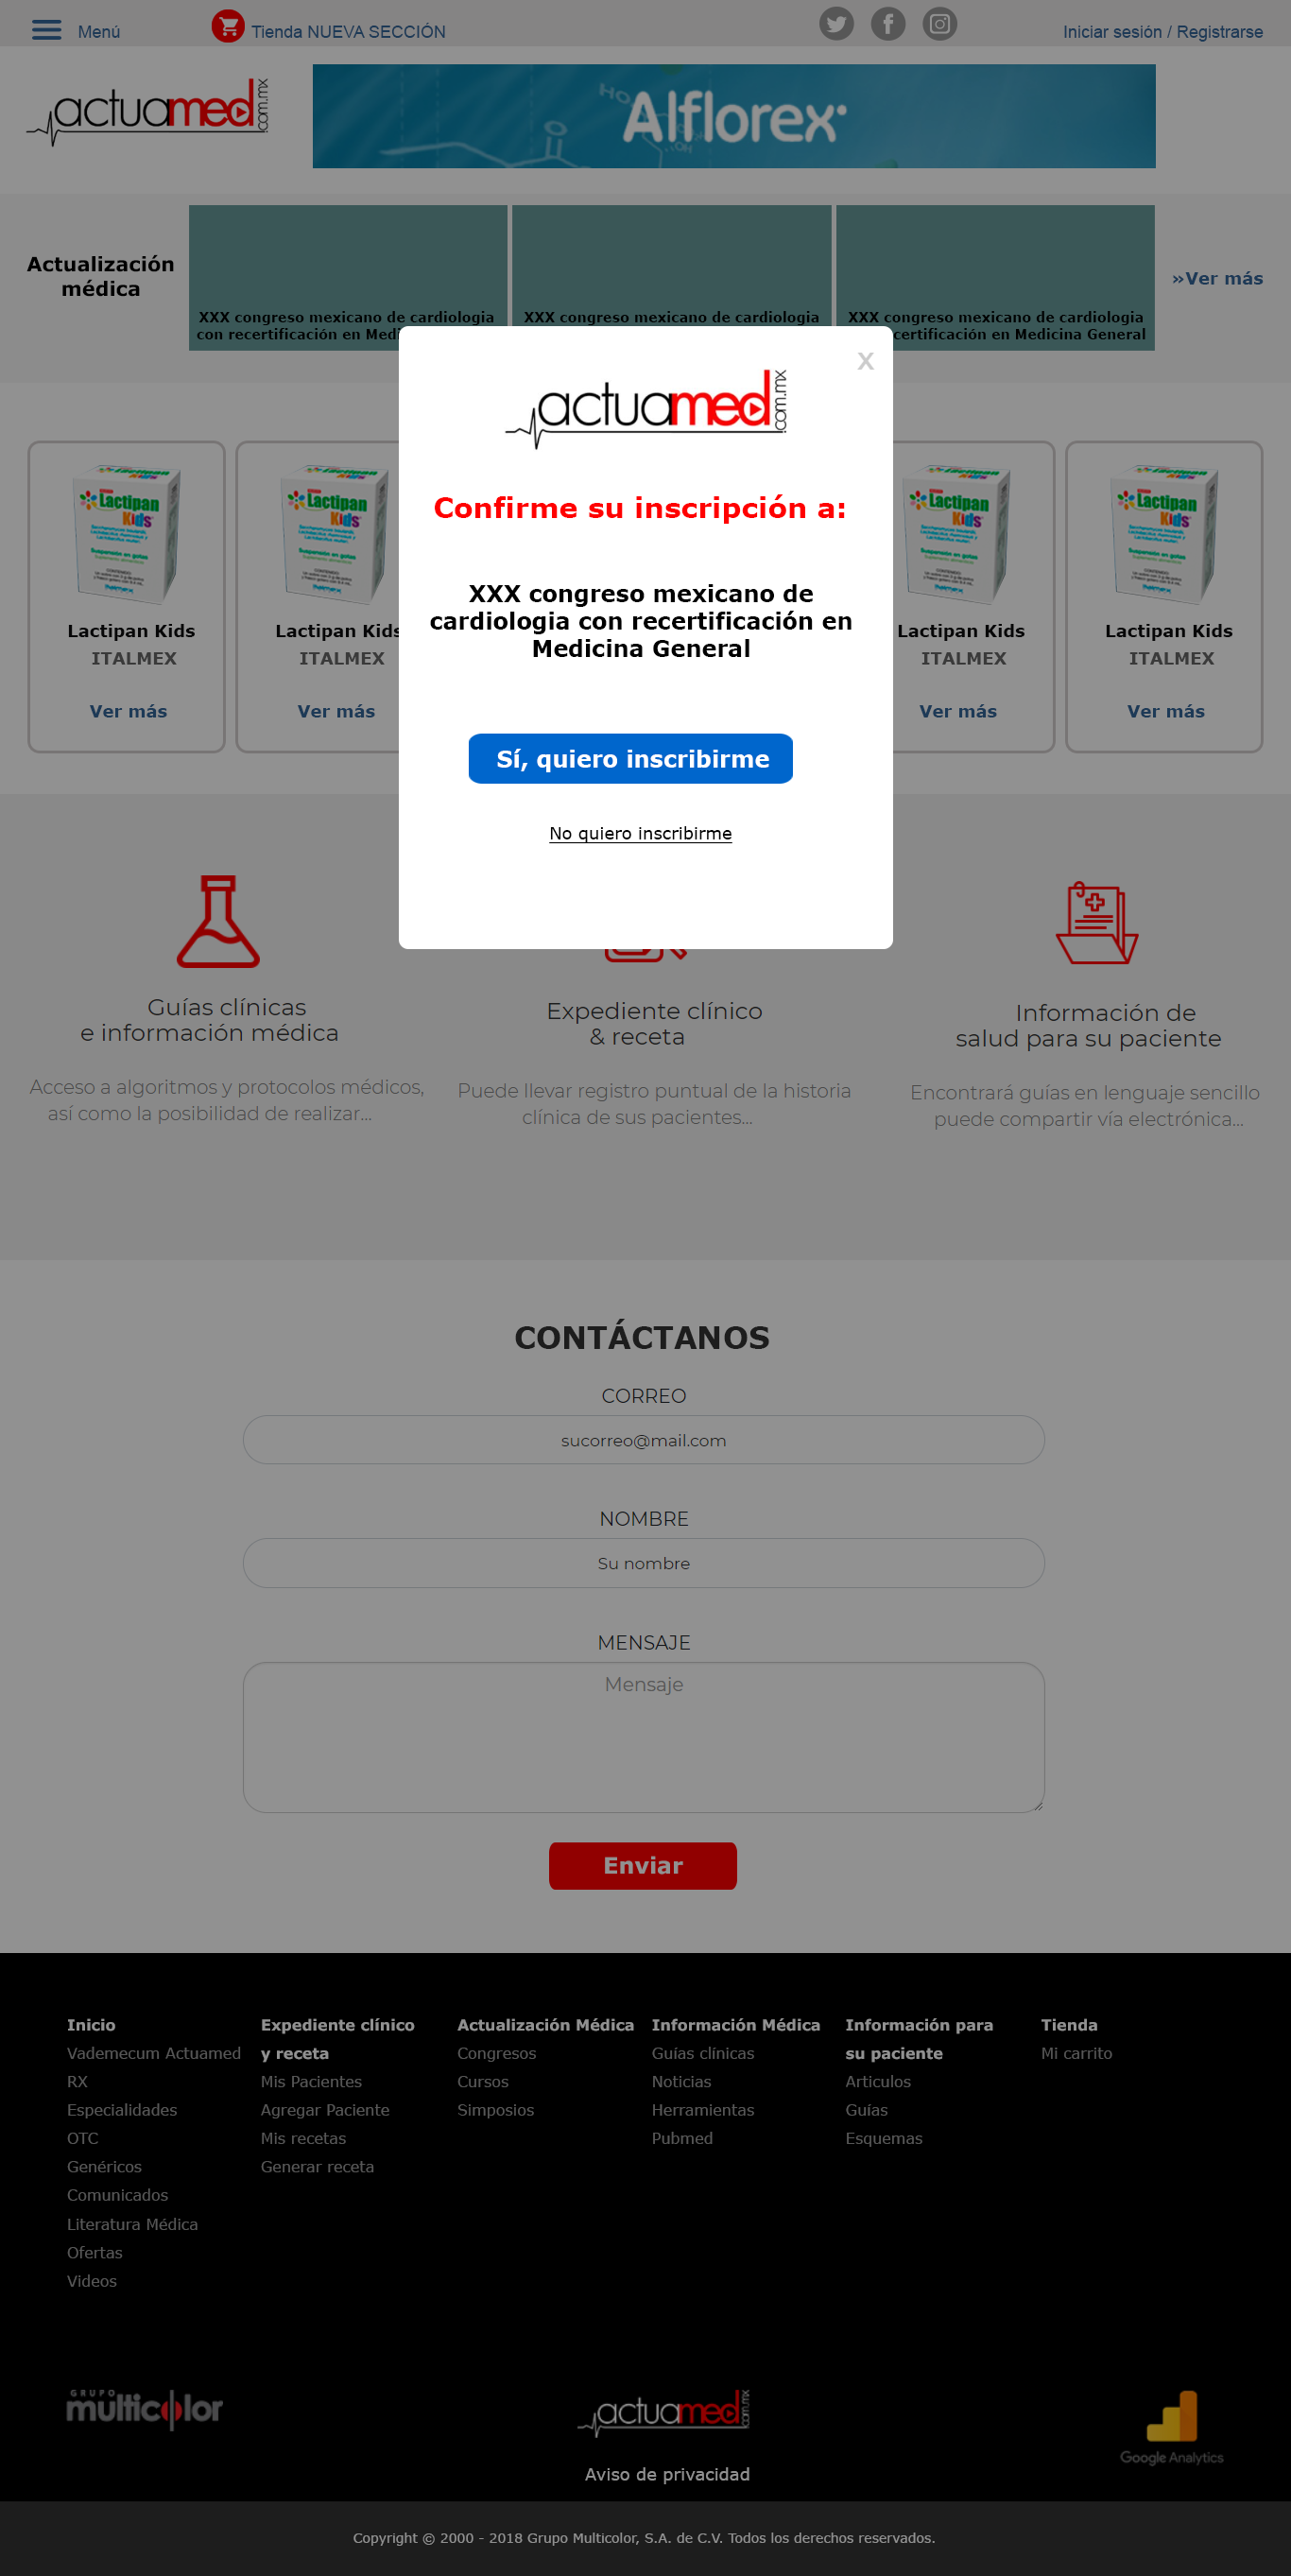 Menú
Tienda NUEVA SECCIÓN
Iniciar sesión / Registrarse
actuamed.com.mx
Alflorex
Actualización
médica
XXX congreso mexicano de cardiologia
con recertificación en Medi
XXX congreso mexicano de cardiologia
XXX congreso mexicano de cardiologia
certificación en Medicina General
»Ver más
X
actuamed.com.mx
Confirme su inscripción a:
XXX congreso mexicano de
cardiologia con recertificación en
Medicina General
Sí, quiero inscribirme
No quiero inscribirme
Lactipan Kids
Lactipan Kids
ITALMEX
Ver más
Lactipan Kids
Lactipan Kids
ITALMEX
Ver más
Lactipan Kids
Lactipan Kids
ITALMEX
Ver más
Lactipan Kids
Lactipan Kids
ITALMEX
Ver más
Guías clínicas
e información médica
Acceso a algoritmos y protocolos médicos,
así como la posibilidad de realizar...
Expediente clínico
& receta
Puede llevar registro puntual de la historia
clínica de sus pacientes...
Información de
salud para su paciente
Encontrará guías en lenguaje sencillo
puede compartir vía electrónica...
CONTÁCTANOS
CORREO
sucorreo@mail.com
NOMBRE
Su nombre
MENSAJE
Mensaje
Enviar
Inicio
Vademecum Actuamed
RX
Especialidades
OTC
Genéricos
Comunicados
Literatura Médica
Ofertas
Videos
Expediente clínico
y receta
Mis Pacientes
Agregar Paciente
Mis recetas
Generar receta
Actualización Médica
Congresos
Cursos
Simposios
Información Médica
Guías clínicas
Noticias
Herramientas
Pubmed
Información para
su paciente
Articulos
Guías
Esquemas
Tienda
Mi carrito
GRUPO
multicolor
actuamed.com.mx
Google Analytics
Aviso de privacidad
Copyright © 2000 - 2018 Grupo Multicolor, S.A. de C.V. Todos los derechos reservados.